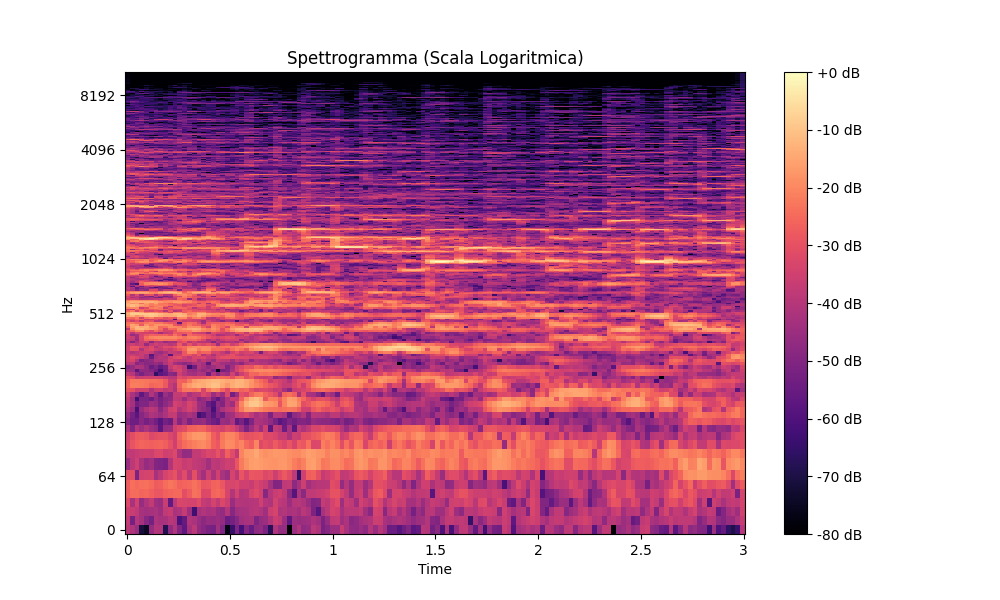 Spettrogramma (Scala Logaritmica)
8192
4096
2048
1024
512
256
128
64
0
Hz
0
0.5
1
1.5
2
2.5
3
Time
+0 dB
-10 dB
-20 dB
-30 dB
-40 dB
-50 dB
-60 dB
-70 dB
-80 dB